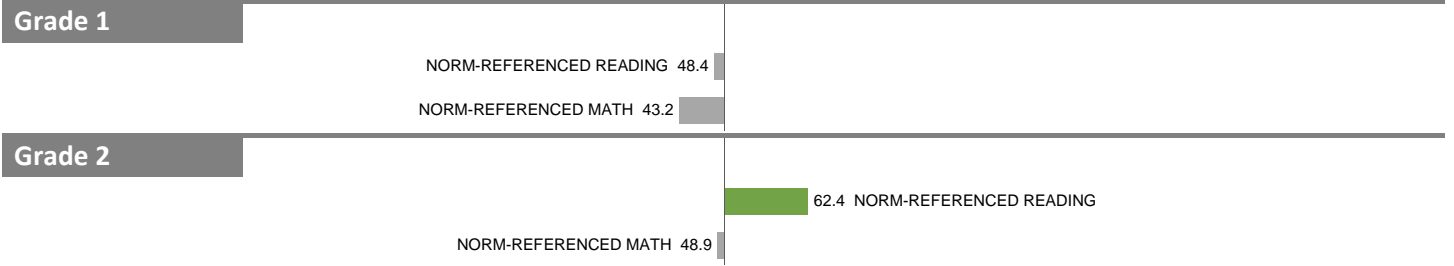 Grade 1
NORM-REFERENCED READING 48.4
NORM-REFERENCED MATH 43.2
Grade 2
62.4 NORM-REFERENCED READING
NORM-REFERENCED MATH 48.9